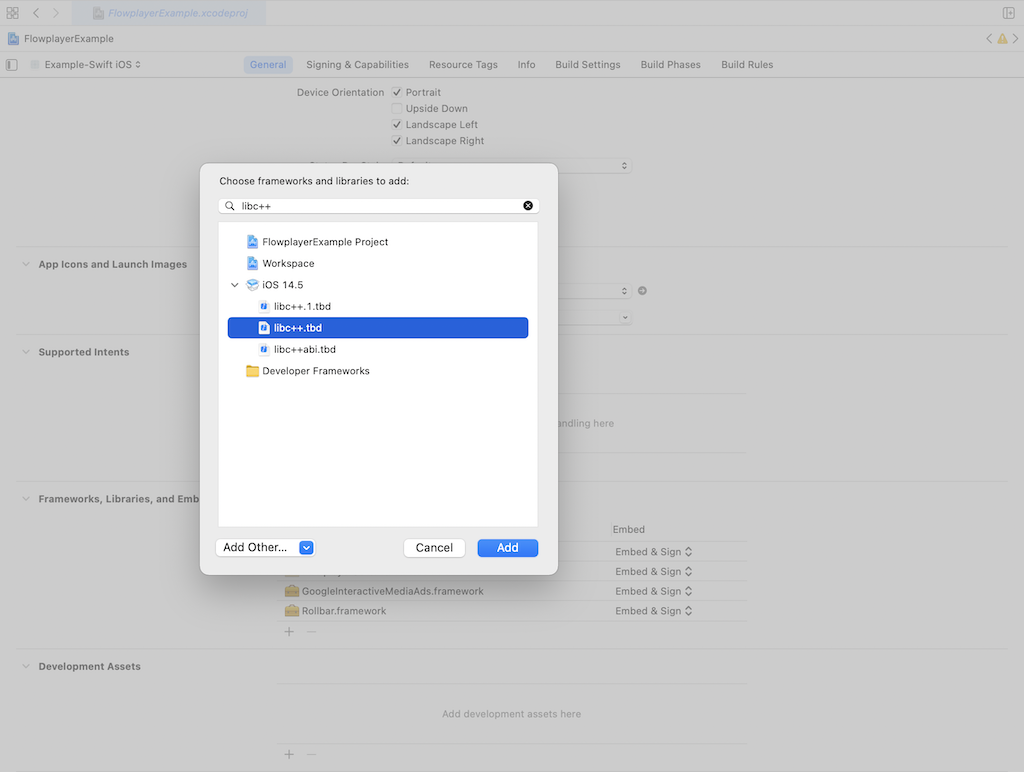 FlowplayerExample.xcodeproj
FlowplayerExample
Example-Swift iOS
General Signing & Capabilities Resource Tags Info Build Settings Build Phases Build Rules
Device Orientation Portrait
Upside Down
Landscape Left
Landscape Right
Choose frameworks and libraries to add:
libc++
FlowplayerExample Project
Workspace
iOS 14.5
libc++.1.tbd
libc++.tbd
libc++abi.tbd
Developer Frameworks
Add Other... Cancel Add
App Icons and Launch Images
Supported Intents
andling here
Frameworks, Libraries, and Emb
Embed
Embed & Sign
Embed & Sign
GoogleInteractiveMediaAds.framework Embed & Sign
Rollbar.framework Embed & Sign
Development Assets
Add development assets here